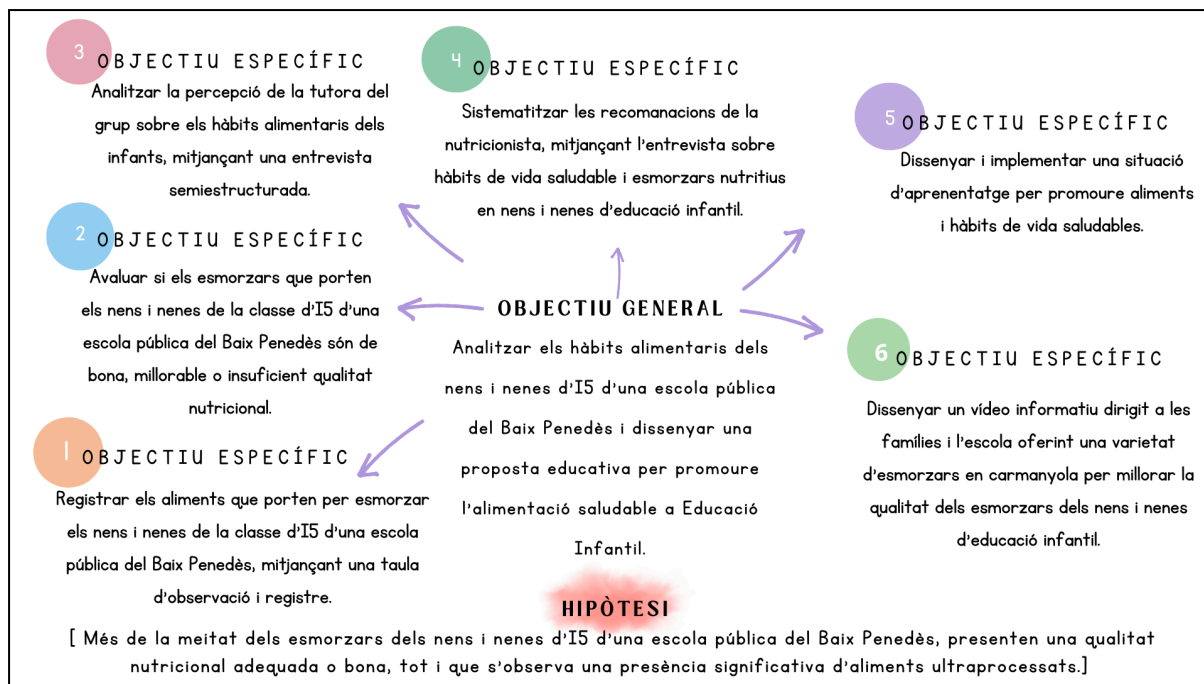 3
OBJECTIU ESPECÍFIC
Analitzar la percepció de la tutora del
grup sobre els hàbits alimentaris dels
infants, mitjançant una entrevista
semiestructurada.
4
OBJECTIU ESPECÍFIC
Sistematitzar les recomanacions de la
nutricionista, mitjançant l'entrevista sobre
hàbits de vida saludable i esmorzars nutritius
en nens i nenes d'educació infantil.
5
OBJECTIU ESPECÍFIC
Dissenyar i implementar una situació
d'aprenentatge per promoure aliments
i hàbits de vida saludables.
2
OBJECTIU ESPECÍFIC
Avaluar si els esmorzars que porten
els nens i nenes de la classe d'I5 d'una
escola pública del Baix Penedès són de
bona, millorable o insuficient qualitat
nutricional.
OBJECTIU GENERAL
Analitzar els hàbits alimentaris dels
nens i nenes d'I5 d'una escola pública
del Baix Penedès i dissenyar una
proposta educativa per promoure
l'alimentació saludable a Educació
Infantil.
6
OBJECTIU ESPECÍFIC
Dissenyar un vídeo informatiu dirigit a les
famílies i l'escola oferint una varietat
d'esmorzars en carmanyola per millorar la
qualitat dels esmorzars dels nens i nenes
d'educació infantil.
1
OBJECTIU ESPECÍFIC
Registrar els aliments que porten per esmorzar
els nens i nenes de la classe d'I5 d'una escola
pública del Baix Penedès, mitjançant una taula
d'observació i registre.
HIPÒTESI
[ Més de la meitat dels esmorzars dels nens i nenes d'I5 d'una escola pública del Baix Penedès, presenten una qualitat
nutricional adequada o bona, tot i que s'observa una presència significativa d'aliments ultraprocessats.]